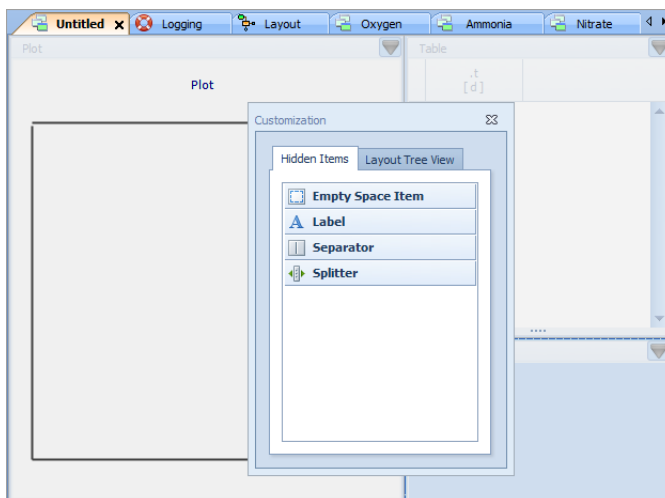 Untitled x Logging Layout Oxygen Ammonia Nitrate
Plot
Table
Plot
.t
[d]
Customization
Hidden Items Layout Tree View
Empty Space Item
A Label
Separator
Splitter